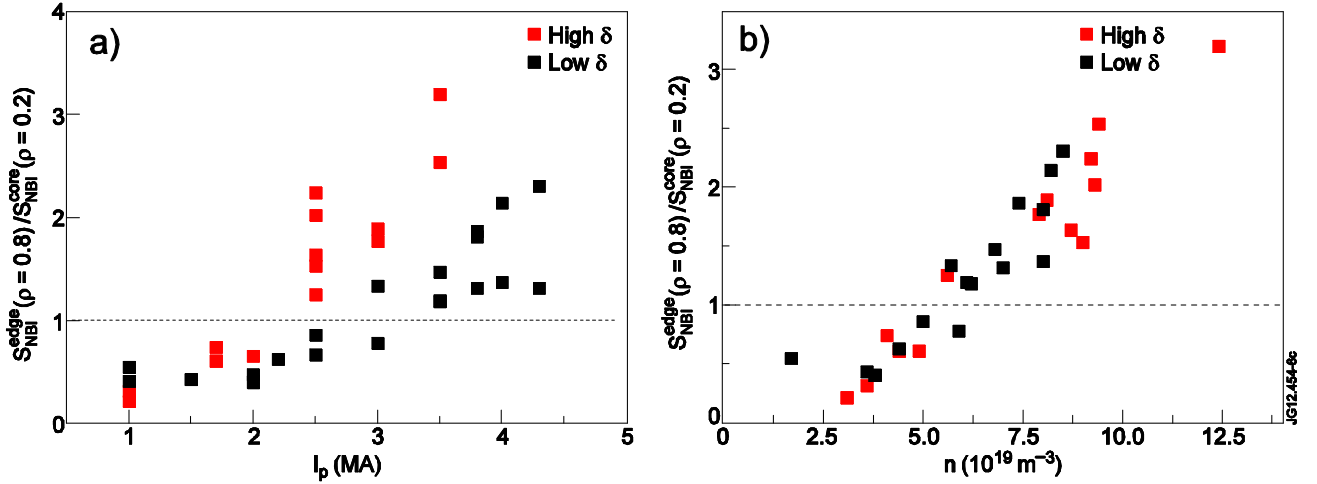 a)
High δ
Low δ
4
3
2
1
0
1
2
3
4
5
I_p (MA)
S_NBI^edge (ρ = 0.8) / S_NBI^core (ρ = 0.2)
b)
High δ
Low δ
3
2
1
0
0
2.5
5.0
7.5
10.0
12.5
n (10^19 m^−3)
S_NBI^edge (ρ = 0.8) / S_NBI^core (ρ = 0.2)
JG12.454-6c